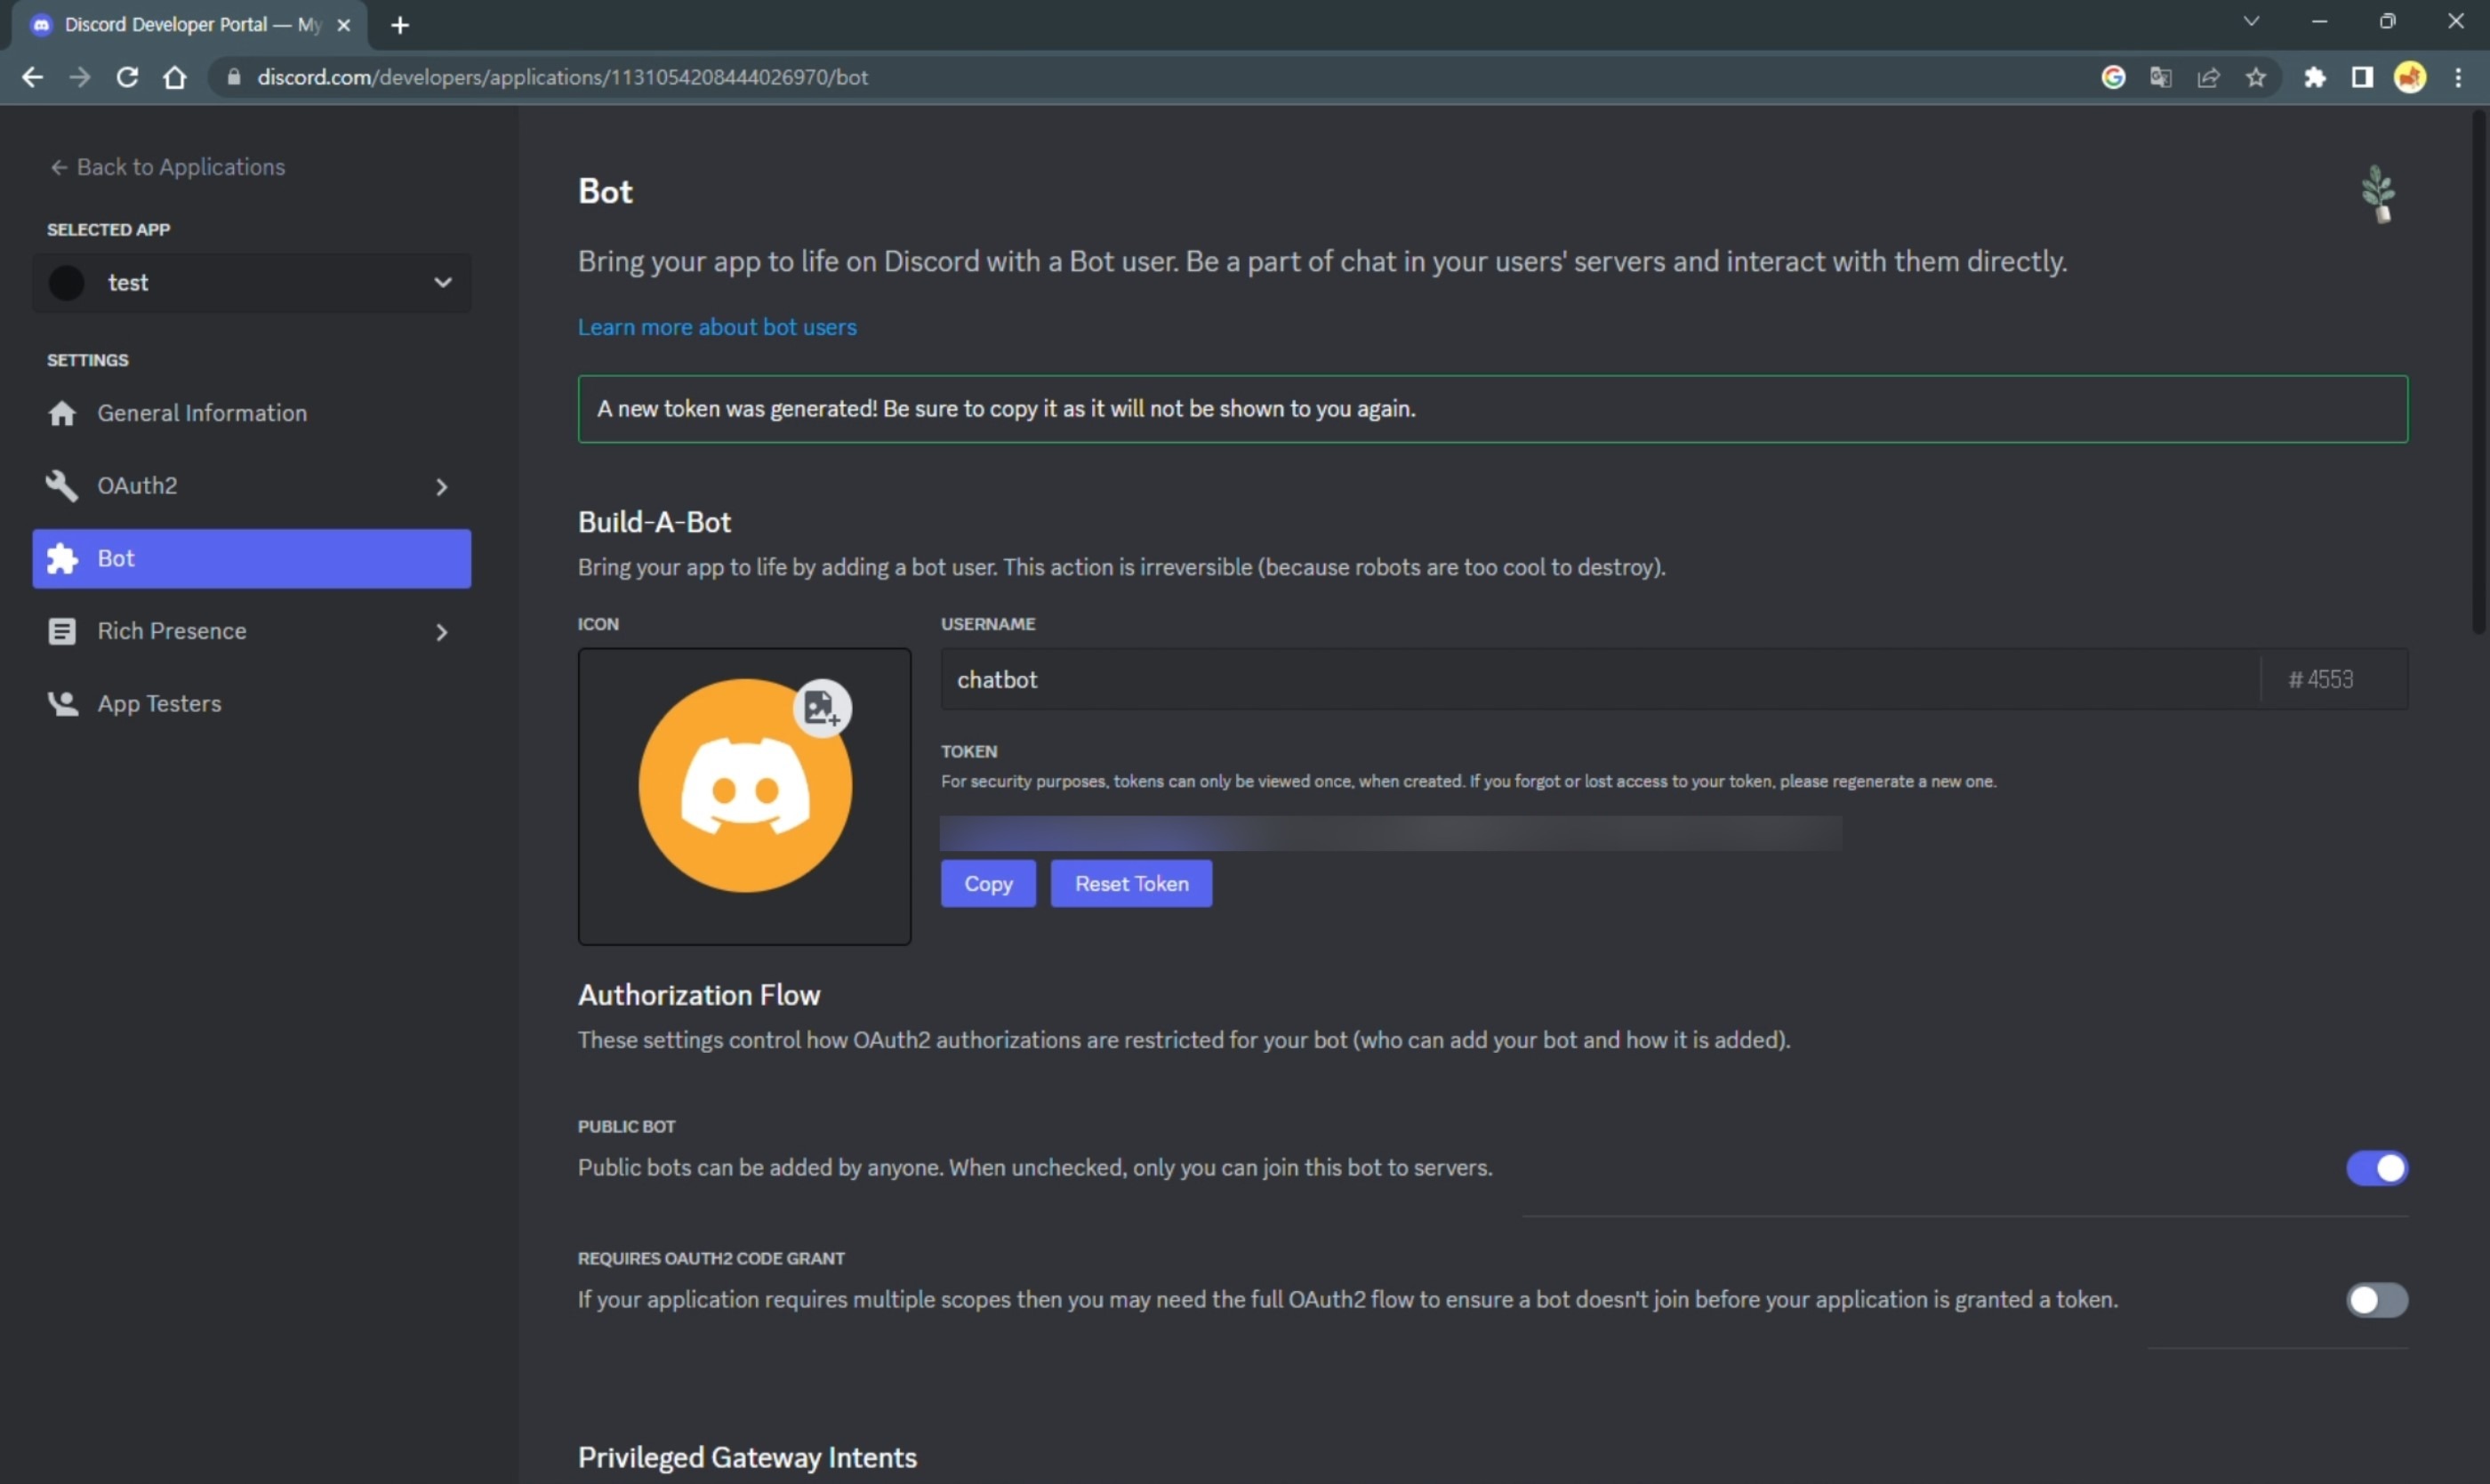 Discord Developer Portal — My
discord.com/developers/applications/1131054208444026970/bot
← Back to Applications
SELECTED APP
test
SETTINGS
General Information
OAuth2
Bot
Rich Presence
App Testers
Bot
Bring your app to life on Discord with a Bot user. Be a part of chat in your users' servers and interact with them directly.
Learn more about bot users
A new token was generated! Be sure to copy it as it will not be shown to you again.
Build-A-Bot
Bring your app to life by adding a bot user. This action is irreversible (because robots are too cool to destroy).
ICON
USERNAME
chatbot #4553
TOKEN
For security purposes, tokens can only be viewed once, when created. If you forgot or lost access to your token, please regenerate a new one.
Copy Reset Token
Authorization Flow
These settings control how OAuth2 authorizations are restricted for your bot (who can add your bot and how it is added).
PUBLIC BOT
Public bots can be added by anyone. When unchecked, only you can join this bot to servers.
REQUIRES OAUTH2 CODE GRANT
If your application requires multiple scopes then you may need the full OAuth2 flow to ensure a bot doesn't join before your application is granted a token.
Privileged Gateway Intents